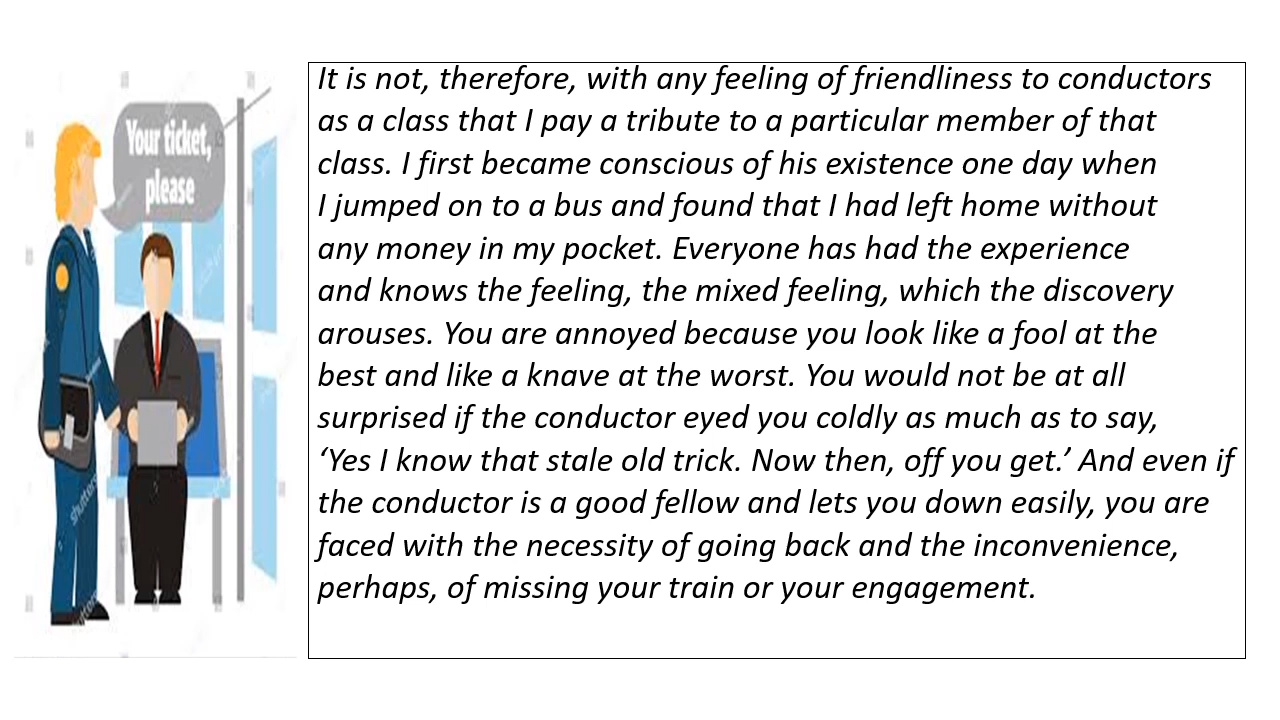 Your ticket,
please
It is not, therefore, with any feeling of friendliness to conductors
as a class that I pay a tribute to a particular member of that
class. I first became conscious of his existence one day when
I jumped on to a bus and found that I had left home without
any money in my pocket. Everyone has had the experience
and knows the feeling, the mixed feeling, which the discovery
arouses. You are annoyed because you look like a fool at the
best and like a knave at the worst. You would not be at all
surprised if the conductor eyed you coldly as much as to say,
‘Yes I know that stale old trick. Now then, off you get.’ And even if
the conductor is a good fellow and lets you down easily, you are
faced with the necessity of going back and the inconvenience,
perhaps, of missing your train or your engagement.